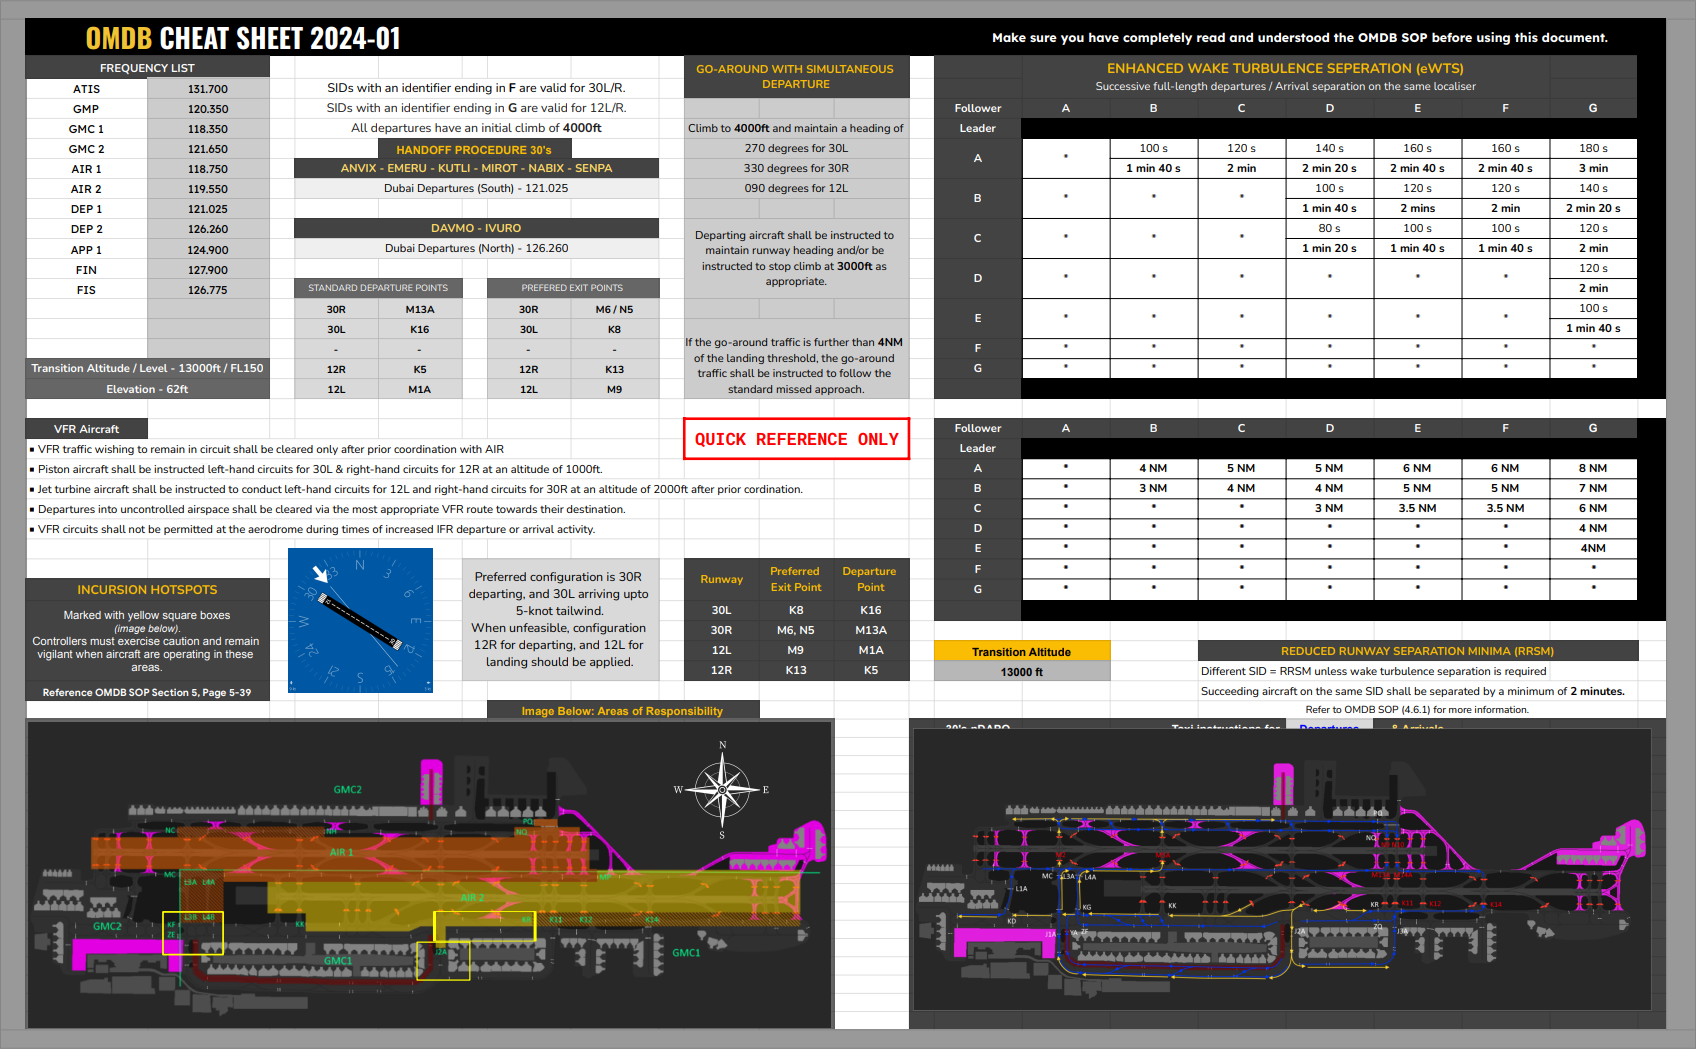 OMDB CHEAT SHEET 2024-01
Make sure you have completely read and understood the OMDB SOP before using this document.
FREQUENCY LIST
ATIS 131.700
GMP 120.350
GMC 1 118.350
GMC 2 121.650
AIR 1 118.750
AIR 2 119.550
DEP 1 121.025
DEP 2 126.260
APP 1 124.900
FIN 127.900
FIS 126.775
Transition Altitude / Level - 13000ft / FL150
Elevation - 62ft
SIDs with an identifier ending in F are valid for 30L/R.
SIDs with an identifier ending in G are valid for 12L/R.
All departures have an initial climb of 4000ft
HANDOFF PROCEDURE 30's
ANVIX - EMERU - KUTLI - MIROT - NABIX - SENPA
Dubai Departures (South) - 121.025
DAVMO - IVURO
Dubai Departures (North) - 126.260
STANDARD DEPARTURE POINTS
30R M13A
30L K16
- -
12R K5
12L M1A
PREFERED EXIT POINTS
30R M6 / N5
30L K8
- -
12R K13
12L M9
GO-AROUND WITH SIMULTANEOUS
DEPARTURE
Climb to 4000ft and maintain a heading of
270 degrees for 30L
330 degrees for 30R
090 degrees for 12L
Departing aircraft shall be instructed to
maintain runway heading and/or be
instructed to stop climb at 3000ft as
appropriate.
If the go-around traffic is further than 4NM
of the landing threshold, the go-around
traffic shall be instructed to follow the
standard missed approach.
QUICK REFERENCE ONLY
ENHANCED WAKE TURBULENCE SEPERATION (eWTS)
Successive full-length departures / Arrival separation on the same localiser
Follower A B C D E F G
Leader
A * 100 s 120 s 140 s 160 s 160 s 180 s
1 min 40 s 2 min 2 min 20 s 2 min 40 s 2 min 40 s 3 min
B * * * 100 s 120 s 120 s 140 s
1 min 40 s 2 mins 2 min 2 min 20 s
C * * * 80 s 100 s 100 s 120 s
1 min 20 s 1 min 40 s 1 min 40 s 2 min
D * * * * * * 120 s
2 min
E * * * * * * 100 s
1 min 40 s
F * * * * * * *
G * * * * * * *
Follower A B C D E F G
Leader
A * 4 NM 5 NM 5 NM 6 NM 6 NM 8 NM
B * 3 NM 4 NM 4 NM 5 NM 5 NM 7 NM
C * * * 3 NM 3.5 NM 3.5 NM 6 NM
D * * * * * * 4 NM
E * * * * * * 4NM
F * * * * * * *
G * * * * * * *
VFR Aircraft
▪ VFR traffic wishing to remain in circuit shall be cleared only after prior coordination with AIR
▪ Piston aircraft shall be instructed left-hand circuits for 30L & right-hand circuits for 12R at an altitude of 1000ft.
▪ Jet turbine aircraft shall be instructed to conduct left-hand circuits for 12L and right-hand circuits for 30R at an altitude of 2000ft after prior cordination.
▪ Departures into uncontrolled airspace shall be cleared via the most appropriate VFR route towards their destination.
▪ VFR circuits shall not be permitted at the aerodrome during times of increased IFR departure or arrival activity.
INCURSION HOTSPOTS
Marked with yellow square boxes
(image below).
Controllers must exercise caution and remain
vigilant when aircraft are operating in these
areas.
Reference OMDB SOP Section 5, Page 5-39
N 3 6 E 12 15 S 21 24 W 30 33
Preferred configuration is 30R
departing, and 30L arriving upto
5-knot tailwind.
When unfeasible, configuration
12R for departing, and 12L for
landing should be applied.
Runway Preferred Exit Point Departure Point
30L K8 K16
30R M6, N5 M13A
12L M9 M1A
12R K13 K5
Transition Altitude
13000 ft
REDUCED RUNWAY SEPARATION MINIMA (RRSM)
Different SID = RRSM unless wake turbulence separation is required
Succeeding aircraft on the same SID shall be separated by a minimum of 2 minutes.
Refer to OMDB SOP (4.6.1) for more information.
Image Below: Areas of Responsibility
GMC2
N
W E
S
PQ
NC NH NQ
AIR 1
MC
L3A L4A
AIR 2
L3B L4B
GMC2
KF
ZE
KK
KR K11 K12 K14
J2A
GMC1
GMC1
Taxi instructions for Departures & Arrivals
PQ
NQ
MC L3A L4A
L1A
KG KK
KD
KR K11 K12 K14
J1A
J2A ZQ J3A